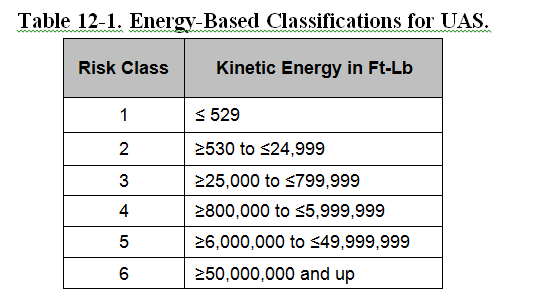 Table 12-1. Energy-Based Classifications for UAS.
Risk Class Kinetic Energy in Ft-Lb
1 ≤ 529
2 ≥530 to ≤24,999
3 ≥25,000 to ≤799,999
4 ≥800,000 to ≤5,999,999
5 ≥6,000,000 to ≤49,999,999
6 ≥50,000,000 and up